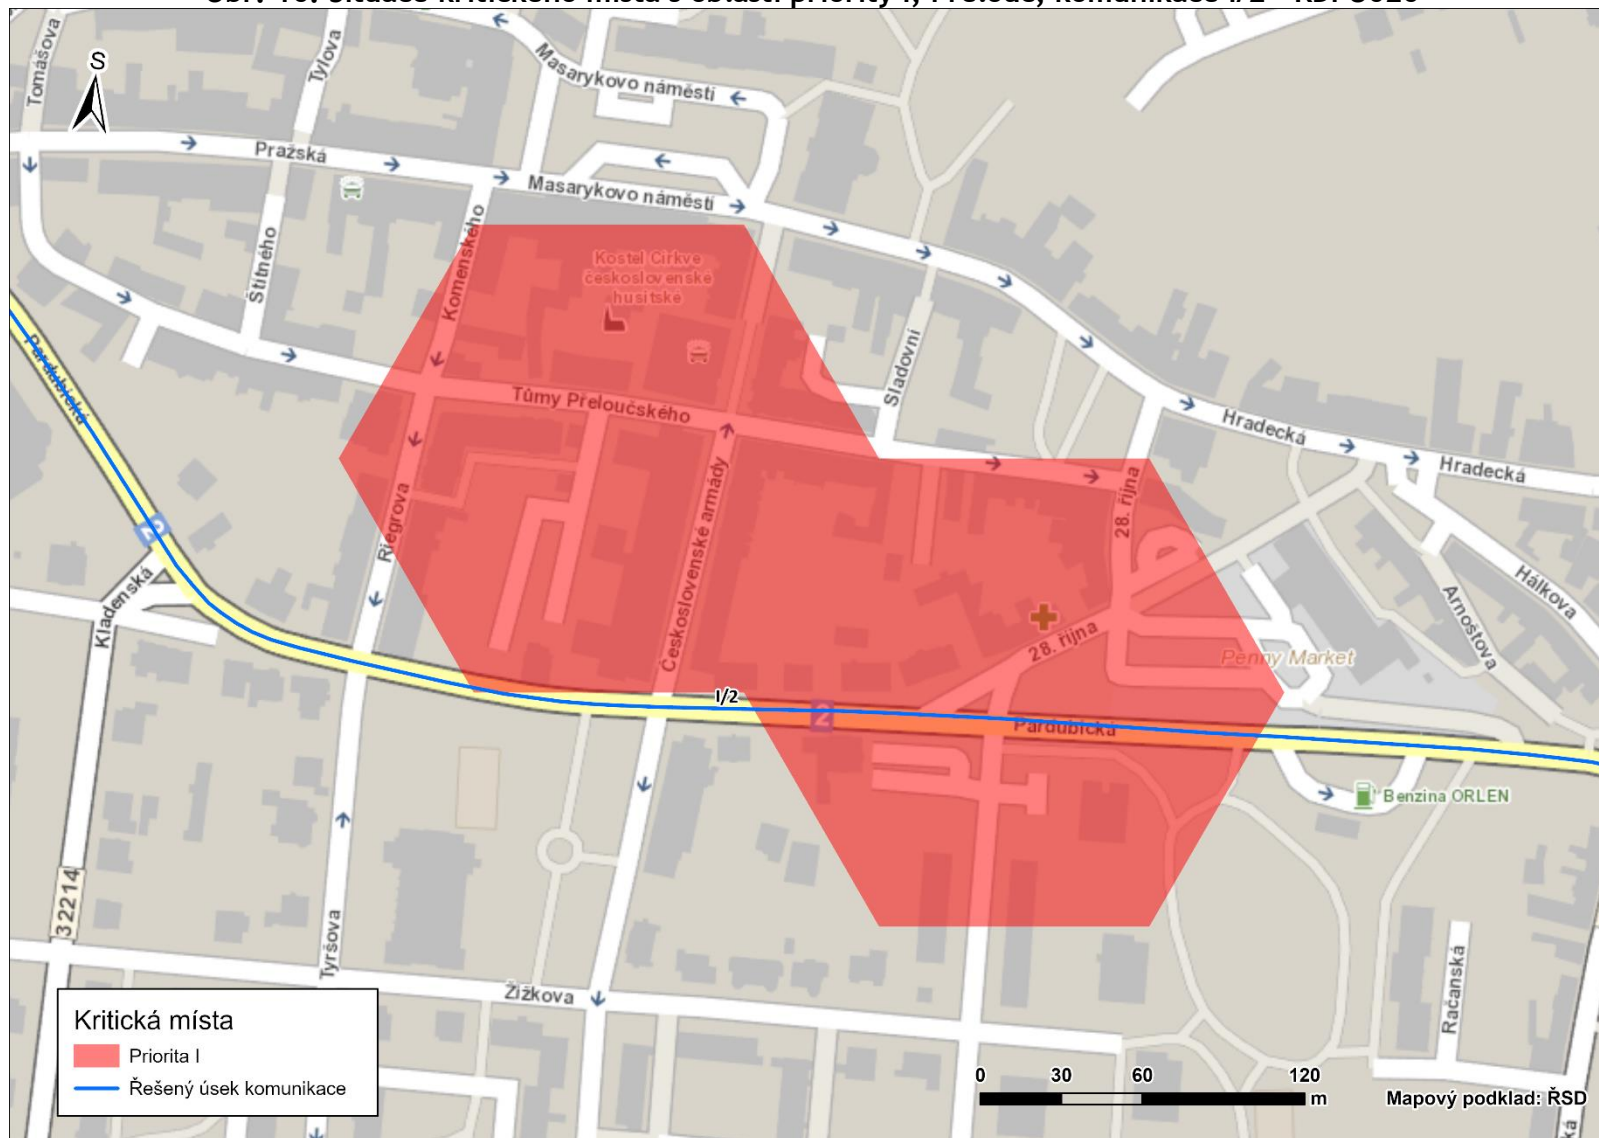 Tomášova
Tylova
Masarykovo náměstí
S
Pražská
Masarykovo náměstí
Štítného
Komenského
Kostel Církve
československé
husitské
Sladovní
Pardubická
Tůmy Přeloučského
Hradecká
Hradecká
28. října
Riegrova
Československé armády
2
Kladenská
Hálkova
Arnoštova
28. října
Penny Market
I/2
2
Pardubická
Benzina ORLEN
32214
Tyršova
Žižkova
Račanská
Kritická místa
Priorita I
Řešený úsek komunikace
0 30 60 120
m
Mapový podklad: ŘSD